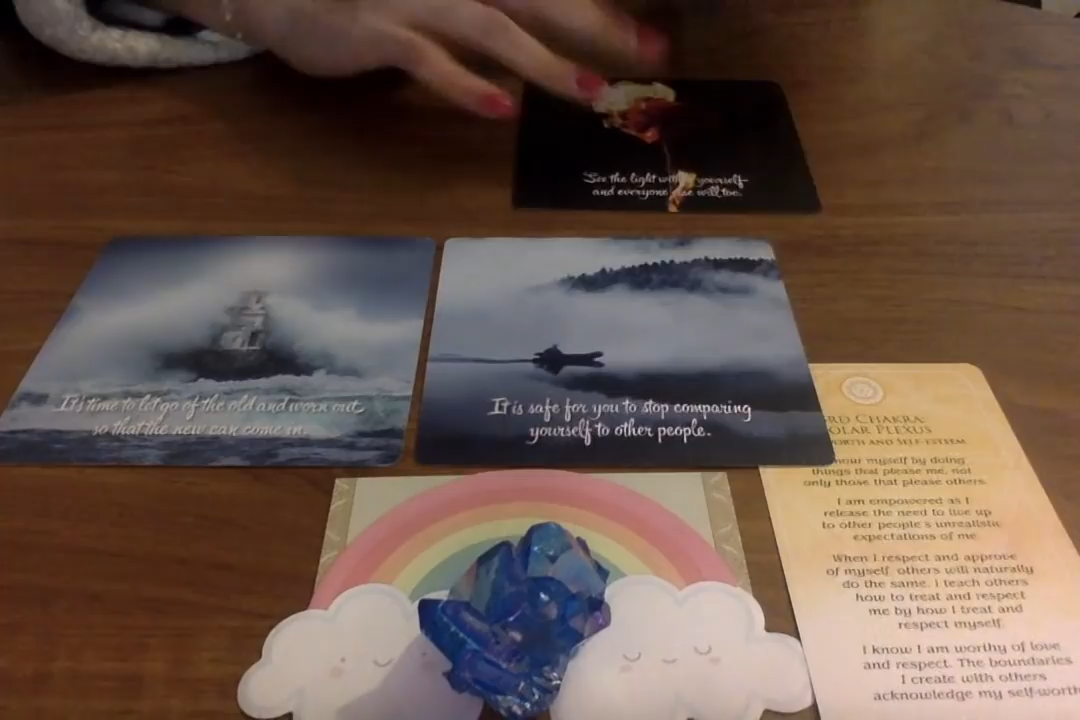 See the light within yourself
and everyone else will too.
It's time to let go of the old and worn out
so that the new can come in.
It is safe for you to stop comparing
yourself to other people.
RD CHAKRA:
OLAR PLEXUS
ORTH AND SELF-ESTEEM
myself by doing
things that please me, not
only those that please others.
I am empowered as I
release the need to live up
to other people's unrealistic
expectations of me.
When I respect and approve
of myself, others will naturally
do the same. I teach others
how to treat and respect
me by how I treat and
respect myself.
I know I am worthy of love
and respect. The boundaries
I create with others
acknowledge my self-worth